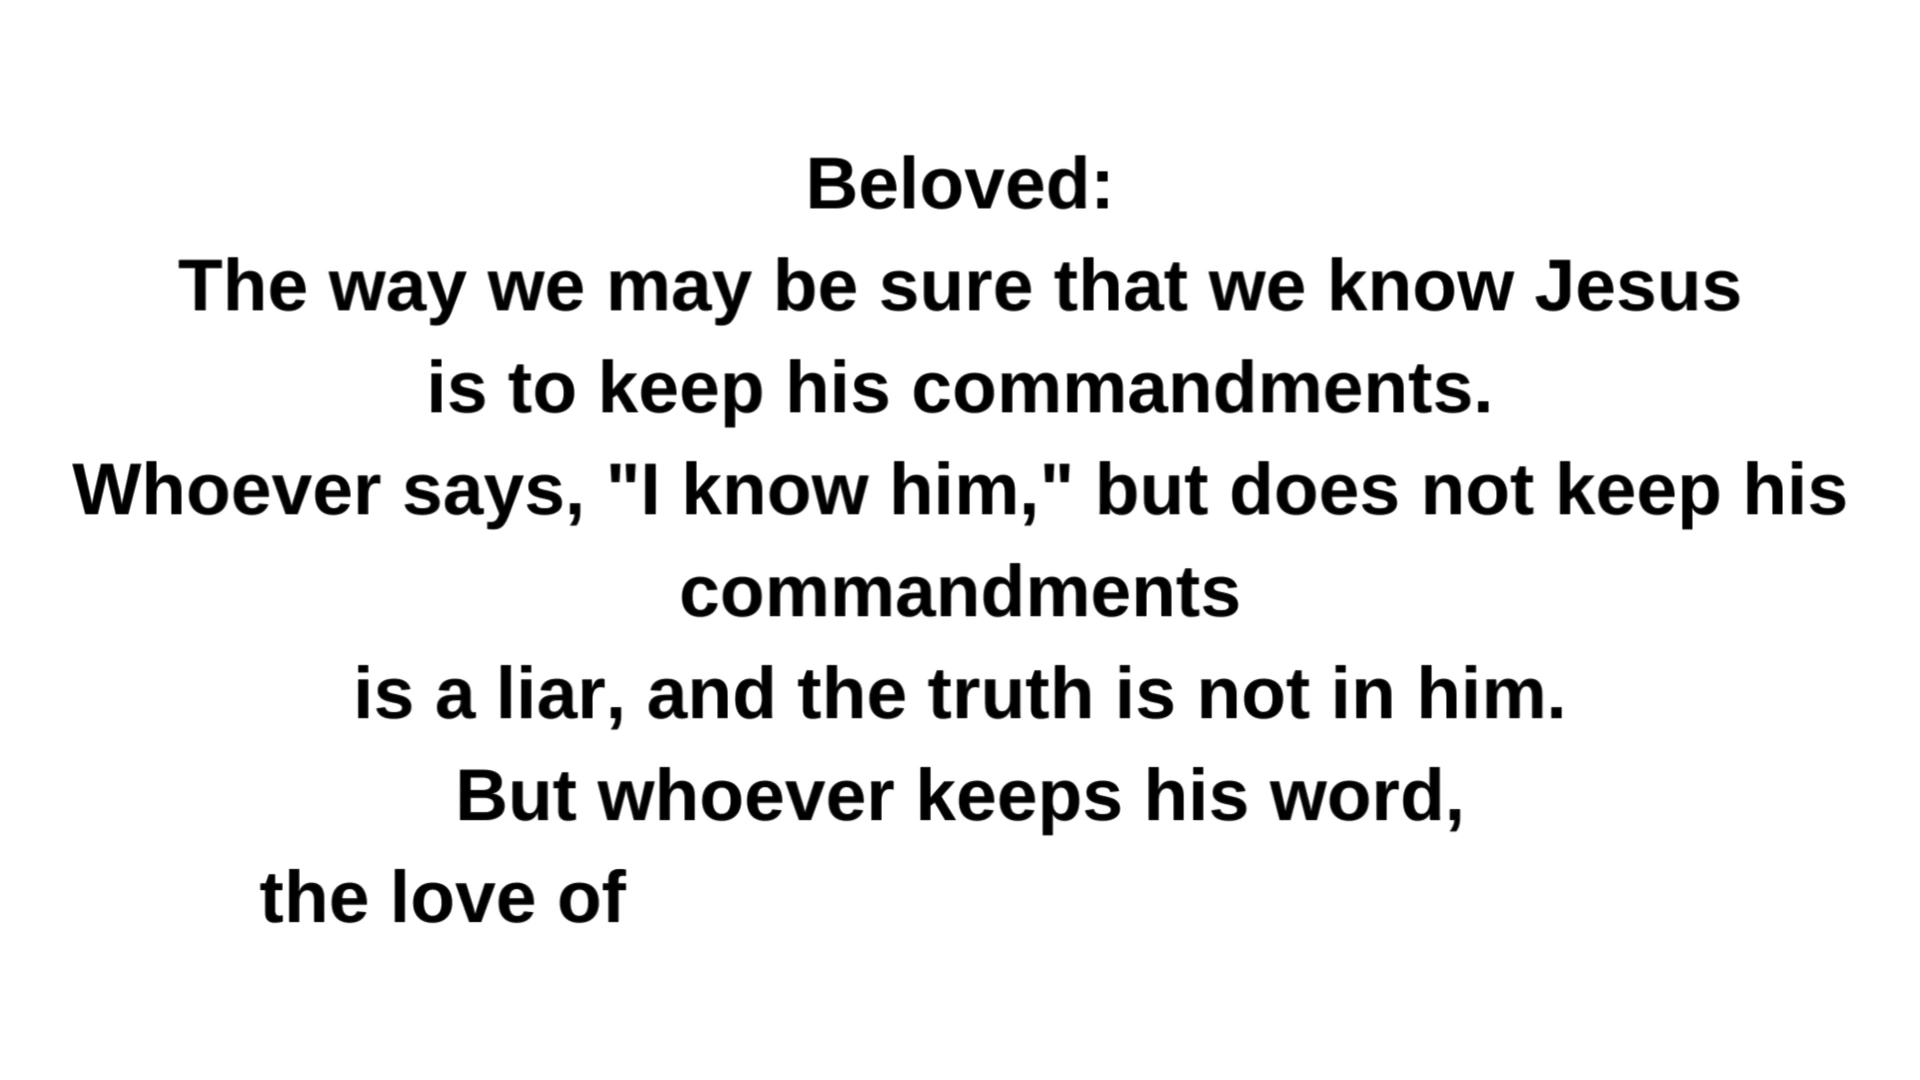 Beloved:
The way we may be sure that we know Jesus
is to keep his commandments.
Whoever says, "I know him," but does not keep his
commandments
is a liar, and the truth is not in him.
But whoever keeps his word,
the love of